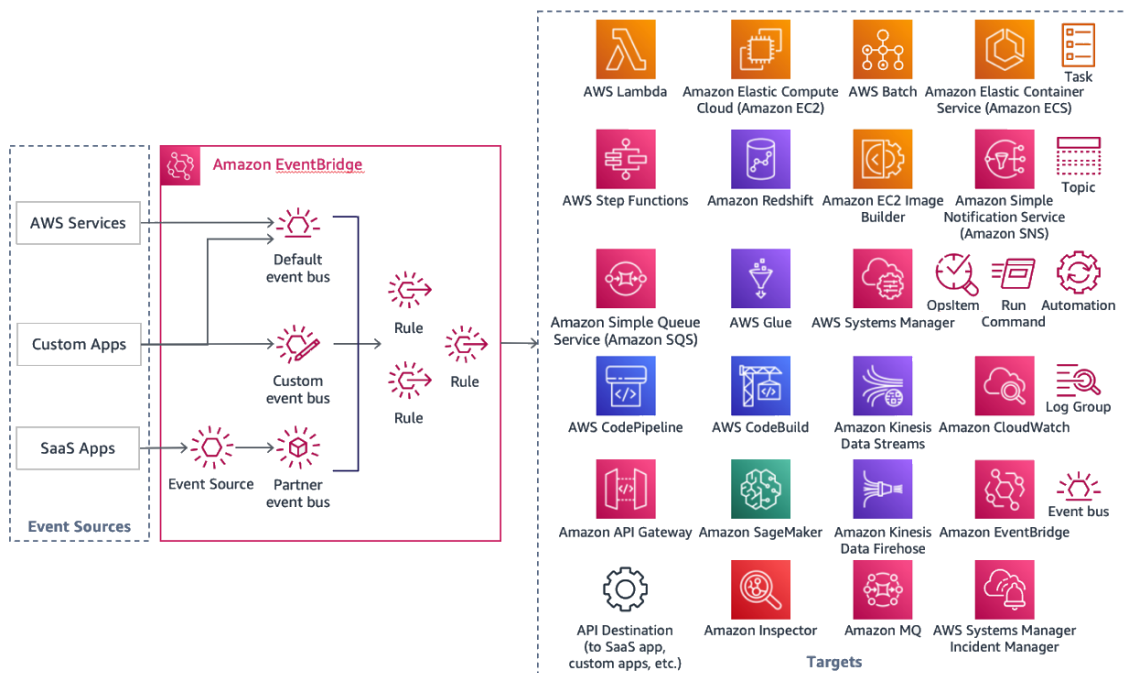 AWS Lambda
Amazon Elastic Compute
Cloud (Amazon EC2)
AWS Batch
Amazon Elastic Container
Service (Amazon ECS)
Task
Amazon EventBridge
AWS Services
Default
event bus
Custom Apps
Custom
event bus
SaaS Apps
Event Source
Partner
event bus
Rule
Rule
Rule
Event Sources
AWS Step Functions
Amazon Redshift
Amazon EC2 Image
Builder
Amazon Simple
Notification Service
(Amazon SNS)
Topic
Amazon Simple Queue
Service (Amazon SQS)
AWS Glue
AWS Systems Manager
OpsItem
Run
Command
Automation
AWS CodePipeline
AWS CodeBuild
Amazon Kinesis
Data Streams
Amazon CloudWatch
Log Group
Amazon API Gateway
Amazon SageMaker
Amazon Kinesis
Data Firehose
Amazon EventBridge
Event bus
API Destination
(to SaaS app,
custom apps, etc.)
Amazon Inspector
Amazon MQ
AWS Systems Manager
Incident Manager
Targets